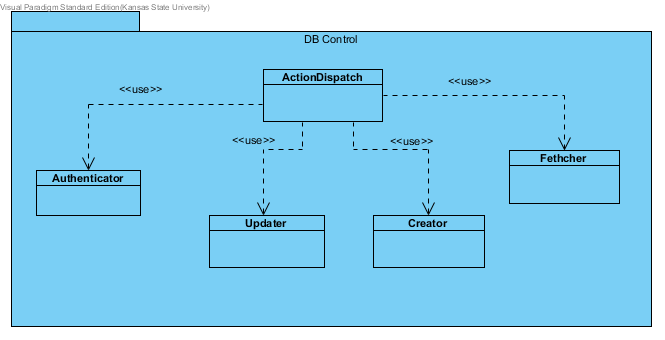 Visual Paradigm Standard Edition(Kansas State University)
DB Control
ActionDispatch
<<use>>
<<use>>
<<use>>
<<use>>
Fethcher
Authenticator
Updater
Creator